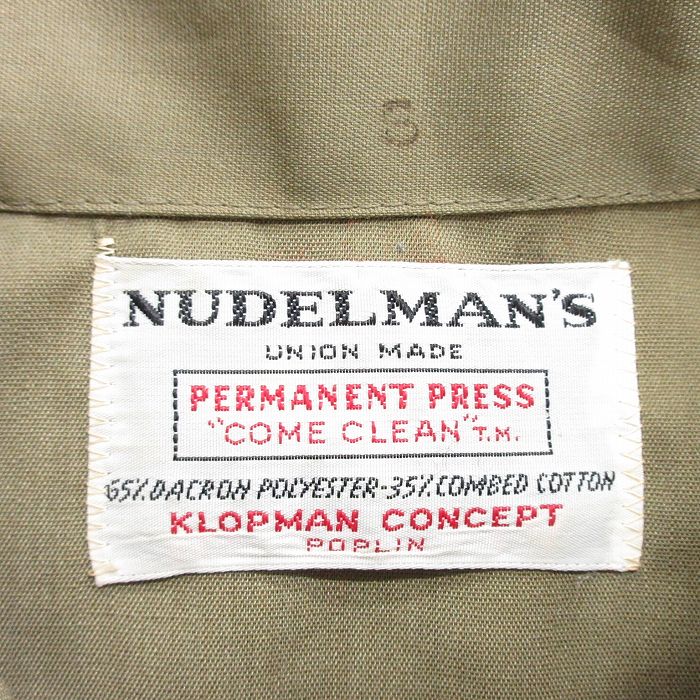 S
NUDELMAN'S
UNION MADE
PERMANENT PRESS
"COME CLEAN" T.M.
65% DACRON POLYESTER-35% COMBED COTTON
KLOPMAN CONCEPT
POPLIN